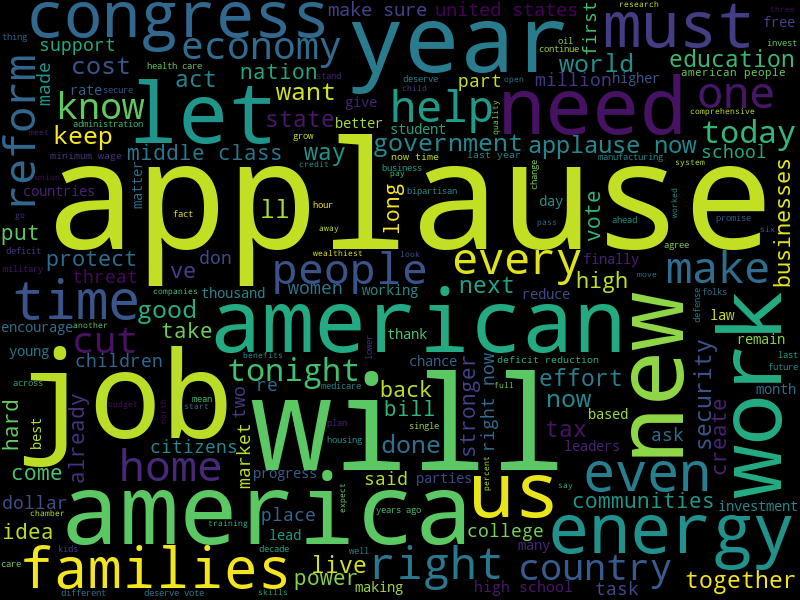 congress
make sure
united states
research
three
thing
support
economy
year
first
must
free
oil
continue
invest
cost
health care
act
nation
world
education
made
part
million
higher
american people
reform
rate
secure
let
want
deserve
stand
child
open
know
give
help
need
one
administration
state
better
quality
comprehensive
keep
grow
student
government
applause now
today
meet
minimum wage
middle class
way
now time
last year
manufacturing
school
system
union
credit
business
pay
bipartisan
change
applause
countries
matter
long
day
vote
worked
promise
businesses
go
fact
ll
hour
pass
ahead
six
put
deficit
protect
don
away
wealthiest
look
every
finally
agree
military
threat
ve
people
high
make
move
time
women
working
next
companies
thousand
reduce
folks
good
american
new
work
defense
law
encourage
another
cut
take
thank
remain
young
children
lower
chance
deficit reduction
last
future
job
tonight
benefits
stronger
right now
effort
security
across
re
medicare
back
full
month
hard
best
already
budget
north
mean
start
two
will
bill
single
now
based
create
plan
tax
ask
citizens
market
housing
done
leaders
come
home
progress
said
parties
percent
say
even
dollar
america
expect
us
communities
investment
chamber
place
years ago
idea
training
lead
college
many
energy
care
kids
families
decade
well
live
right
country
together
power
making
high school
task
different
deserve vote
skills